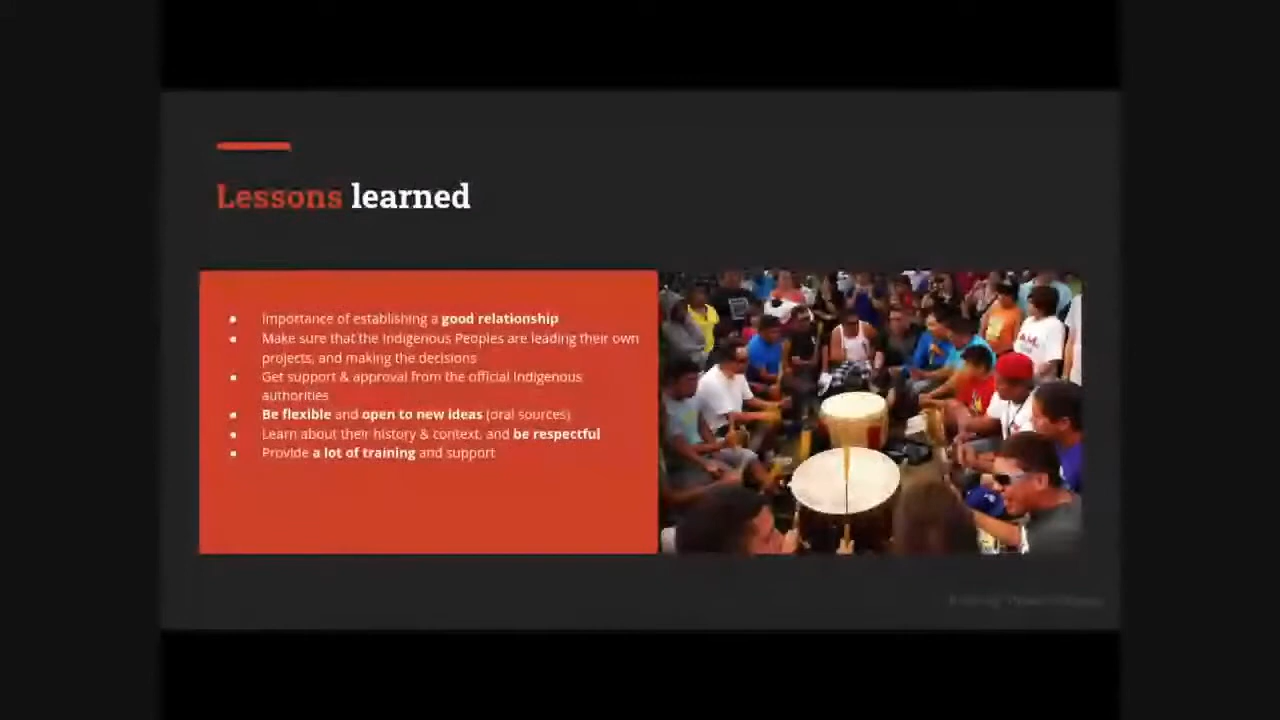 Lessons learned
● Importance of establishing a good relationship
● Make sure that the Indigenous Peoples are leading their own
projects, and making the decisions
● Get support & approval from the official Indigenous
authorities
● Be flexible and open to new ideas (oral sources)
● Learn about their history & context, and be respectful
● Provide a lot of training and support